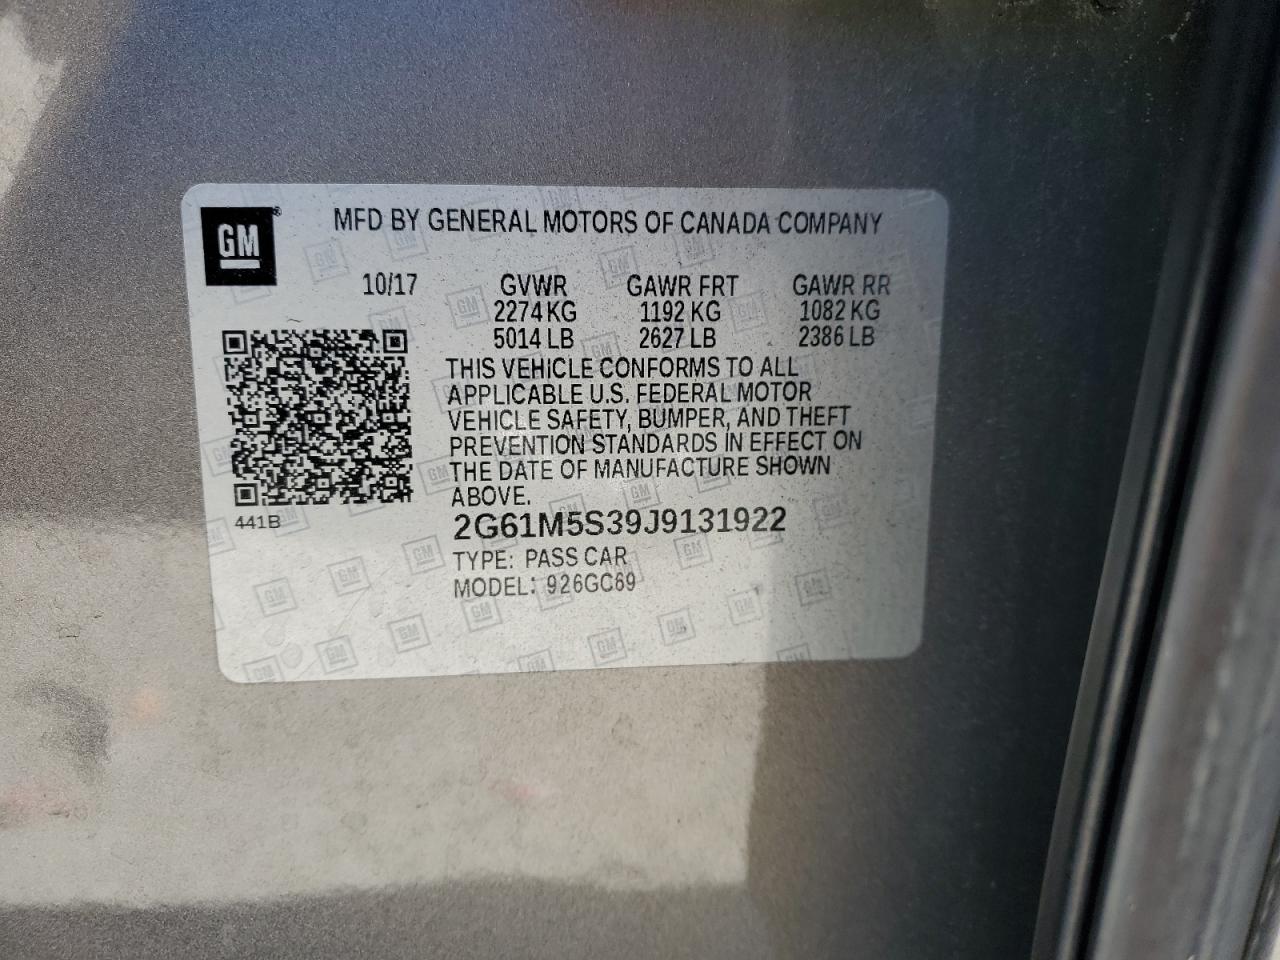 GM
MFD BY GENERAL MOTORS OF CANADA COMPANY
10/17 GVWR GAWR FRT GAWR RR
2274 KG 1192 KG 1082 KG
5014 LB 2627 LB 2386 LB
THIS VEHICLE CONFORMS TO ALL
APPLICABLE U.S. FEDERAL MOTOR
VEHICLE SAFETY, BUMPER, AND THEFT
PREVENTION STANDARDS IN EFFECT ON
THE DATE OF MANUFACTURE SHOWN
ABOVE.
441B
2G61M5S39J9131922
TYPE: PASS CAR
MODEL: 926GC69